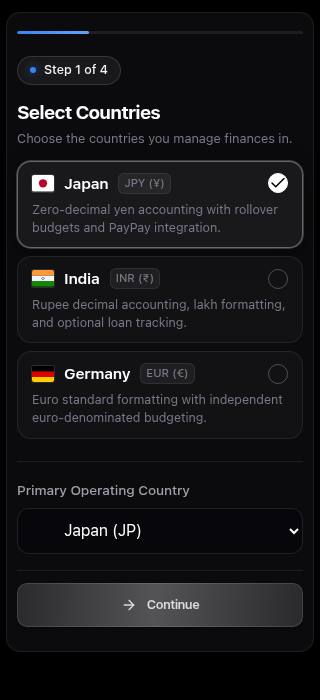 Step 1 of 4
Select Countries
Choose the countries you manage finances in.
Japan JPY (¥)
Zero-decimal yen accounting with rollover
budgets and PayPay integration.
India INR (₹)
Rupee decimal accounting, lakh formatting,
and optional loan tracking.
Germany EUR (€)
Euro standard formatting with independent
euro-denominated budgeting.
Primary Operating Country
Japan (JP)
Continue